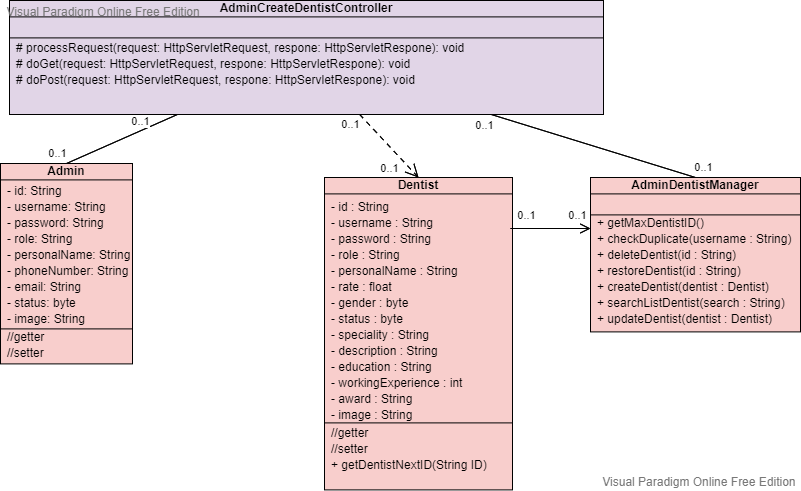 AdminCreateDentistController
Visual Paradigm Online Free Edition
# processRequest(request: HttpServletRequest, respone: HttpServletRespone): void
# doGet(request: HttpServletRequest, respone: HttpServletRespone): void
# doPost(request: HttpServletRequest, respone: HttpServletRespone): void
0..1
0..1
0..1
0..1
0..1
0..1
Admin
- id: String
- username: String
- password: String
- role: String
- personalName: String
- phoneNumber: String
- email: String
- status: byte
- image: String
//getter
//setter
Dentist
- id : String
- username : String
- password : String
- role : String
- personalName : String
- rate : float
- gender : byte
- status : byte
- speciality : String
- description : String
- education : String
- workingExperience : int
- award : String
- image : String
//getter
//setter
+ getDentistNextID(String ID)
0..1
0..1
AdminDentistManager
+ getMaxDentistID()
+ checkDuplicate(username : String)
+ deleteDentist(id : String)
+ restoreDentist(id : String)
+ createDentist(dentist : Dentist)
+ searchListDentist(search : String)
+ updateDentist(dentist : Dentist)
Visual Paradigm Online Free Edition